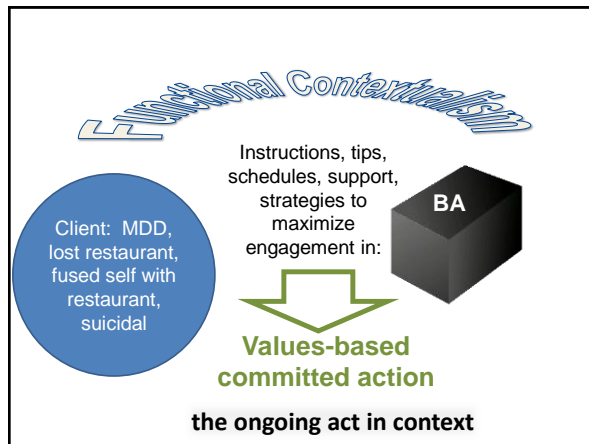 Functional Contextualism
Instructions, tips,
schedules, support,
strategies to
maximize
engagement in:
BA
Client:  MDD,
lost restaurant,
fused self with
restaurant,
suicidal
Values-based
committed action
the ongoing act in context